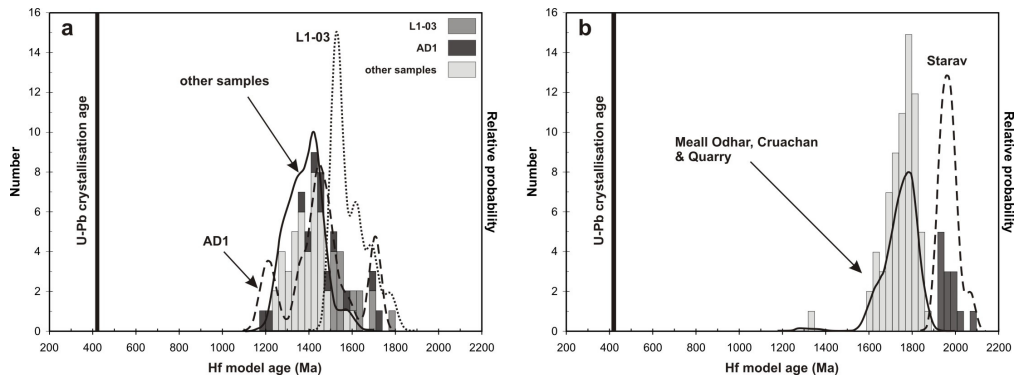 a
L1-03
AD1
other samples
L1-03
other samples
AD1
U-Pb crystallisation age
Number
Relative probability
16
14
12
10
8
6
4
2
0
200 400 600 800 1000 1200 1400 1600 1800 2000 2200
Hf model age (Ma)
b
Starav
Meall Odhar, Cruachan
& Quarry
U-Pb crystallisation age
Number
Relative probability
16
14
12
10
8
6
4
2
0
200 400 600 800 1000 1200 1400 1600 1800 2000 2200
Hf model age (Ma)